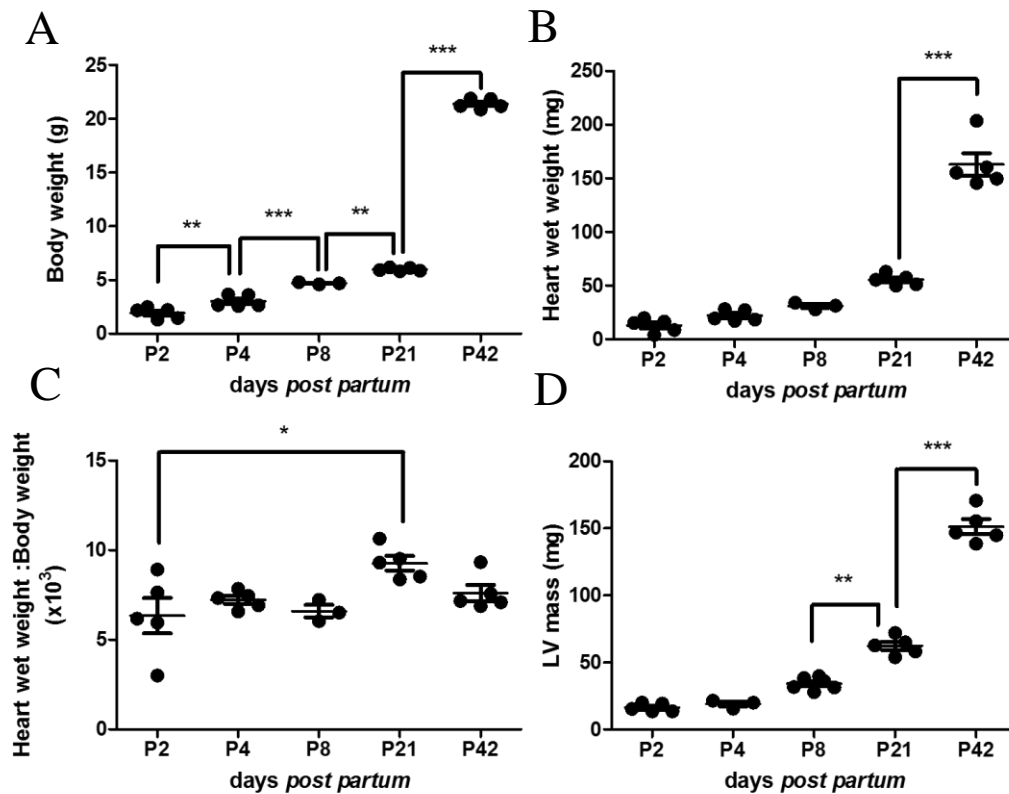 A
Body weight (g)
25
20
15
10
5
0
**
***
**
***
P2 P4 P8 P21 P42
days post partum
B
Heart wet weight (mg)
250
200
150
100
50
0
***
P2 P4 P8 P21 P42
days post partum
C
Heart wet weight :Body weight
(x10³)
15
10
5
0
*
P2 P4 P8 P21 P42
days post partum
D
LV mass (mg)
200
150
100
50
0
**
***
P2 P4 P8 P21 P42
days post partum